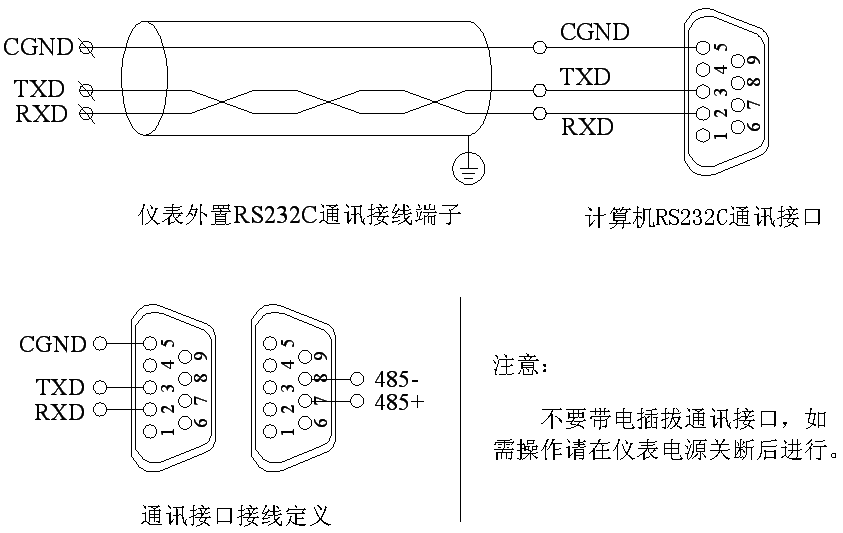 CGND
TXD
RXD
CGND
TXD
RXD
5
4
3
2
1
9
8
7
6
仪表外置RS232C通讯接线端子
计算机RS232C通讯接口
CGND
TXD
RXD
5
4
3
2
1
9
8
7
6
5
4
3
2
1
9
8
7
6
485-
485+
通讯接口接线定义
注意：
不要带电插拔通讯接口，如
需操作请在仪表电源关断后进行。